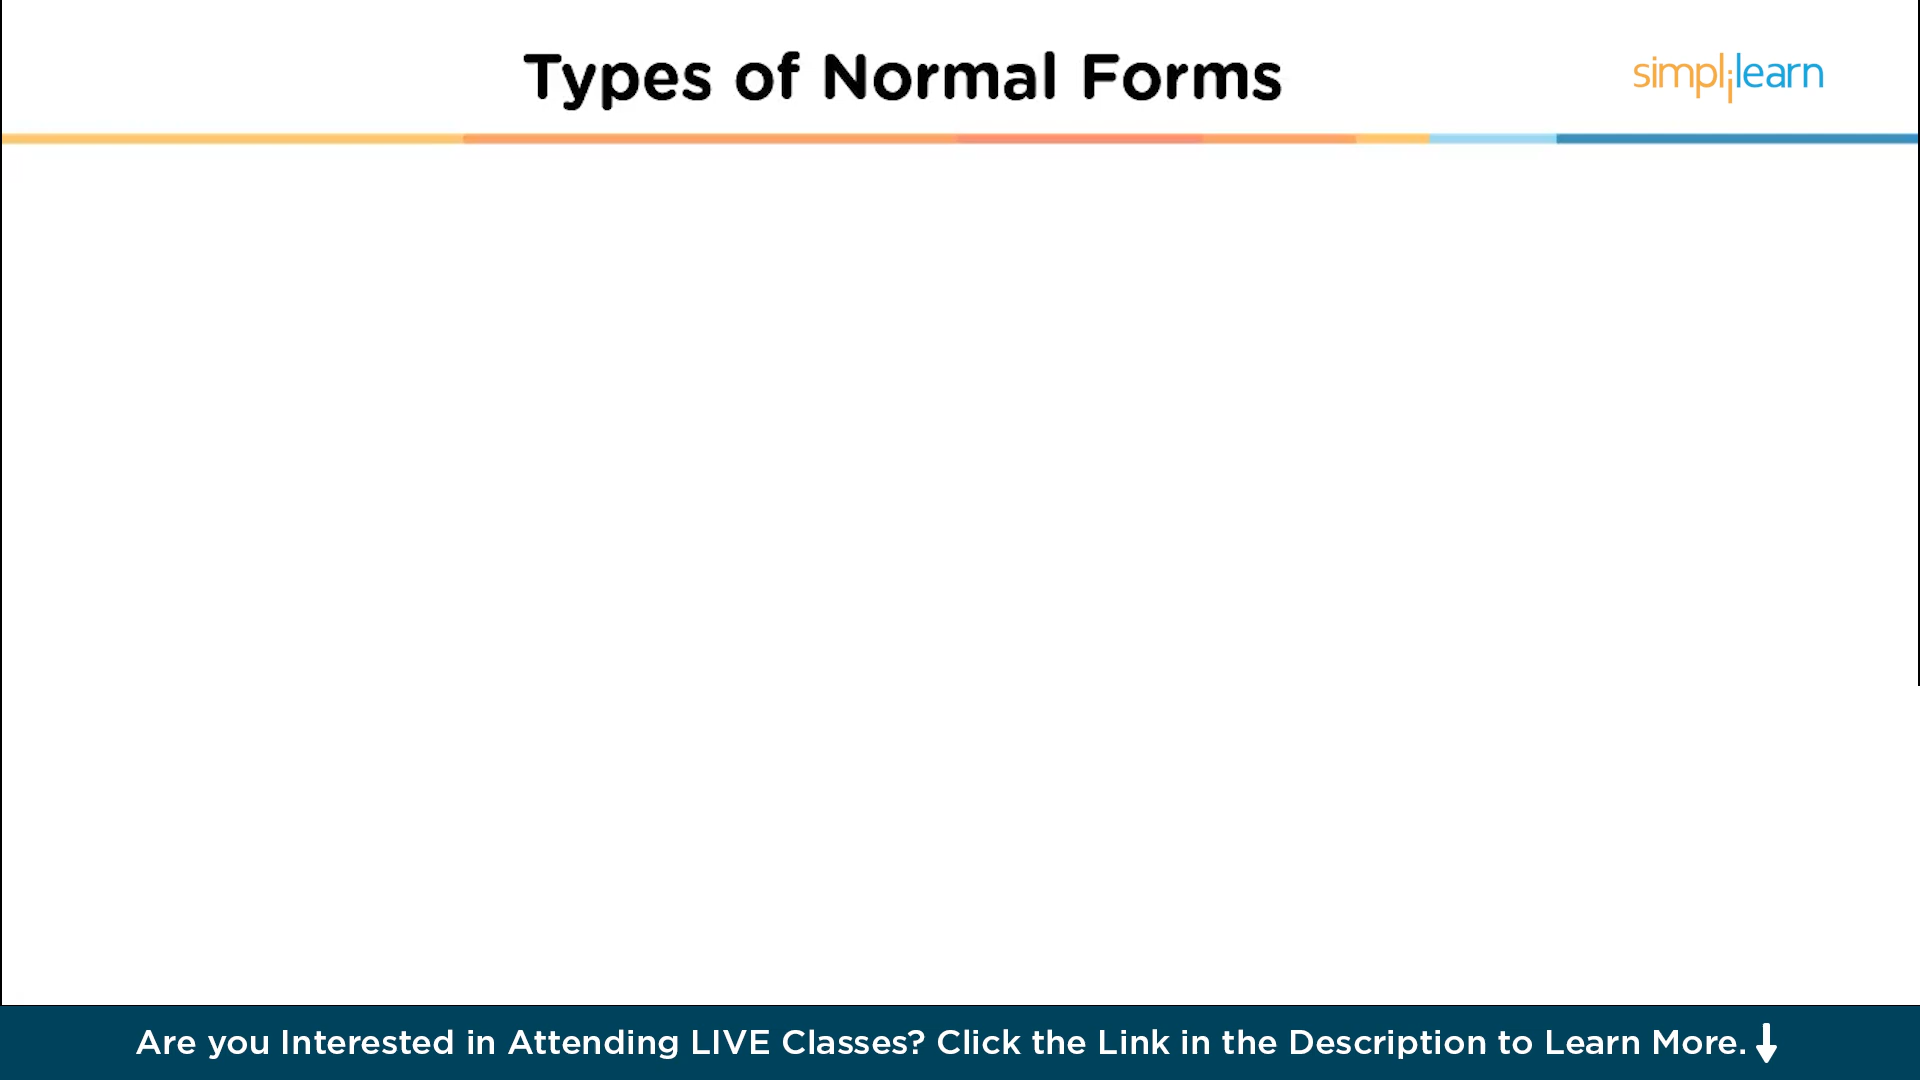 Types of Normal Forms
simplilearn
Are you Interested in Attending LIVE Classes? Click the Link in the Description to Learn More.